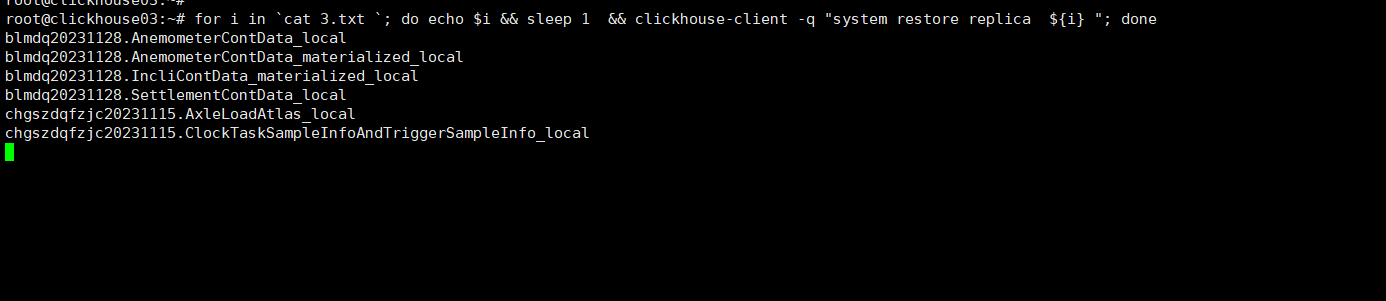 root@clickhouse03:~#
root@clickhouse03:~# for i in `cat 3.txt `; do echo $i && sleep 1  && clickhouse-client -q "system restore replica  ${i} "; done
blmdq20231128.AnemometerContData_local
blmdq20231128.AnemometerContData_materialized_local
blmdq20231128.IncliContData_materialized_local
blmdq20231128.SettlementContData_local
chgszdqfzjc20231115.AxleLoadAtlas_local
chgszdqfzjc20231115.ClockTaskSampleInfoAndTriggerSampleInfo_local